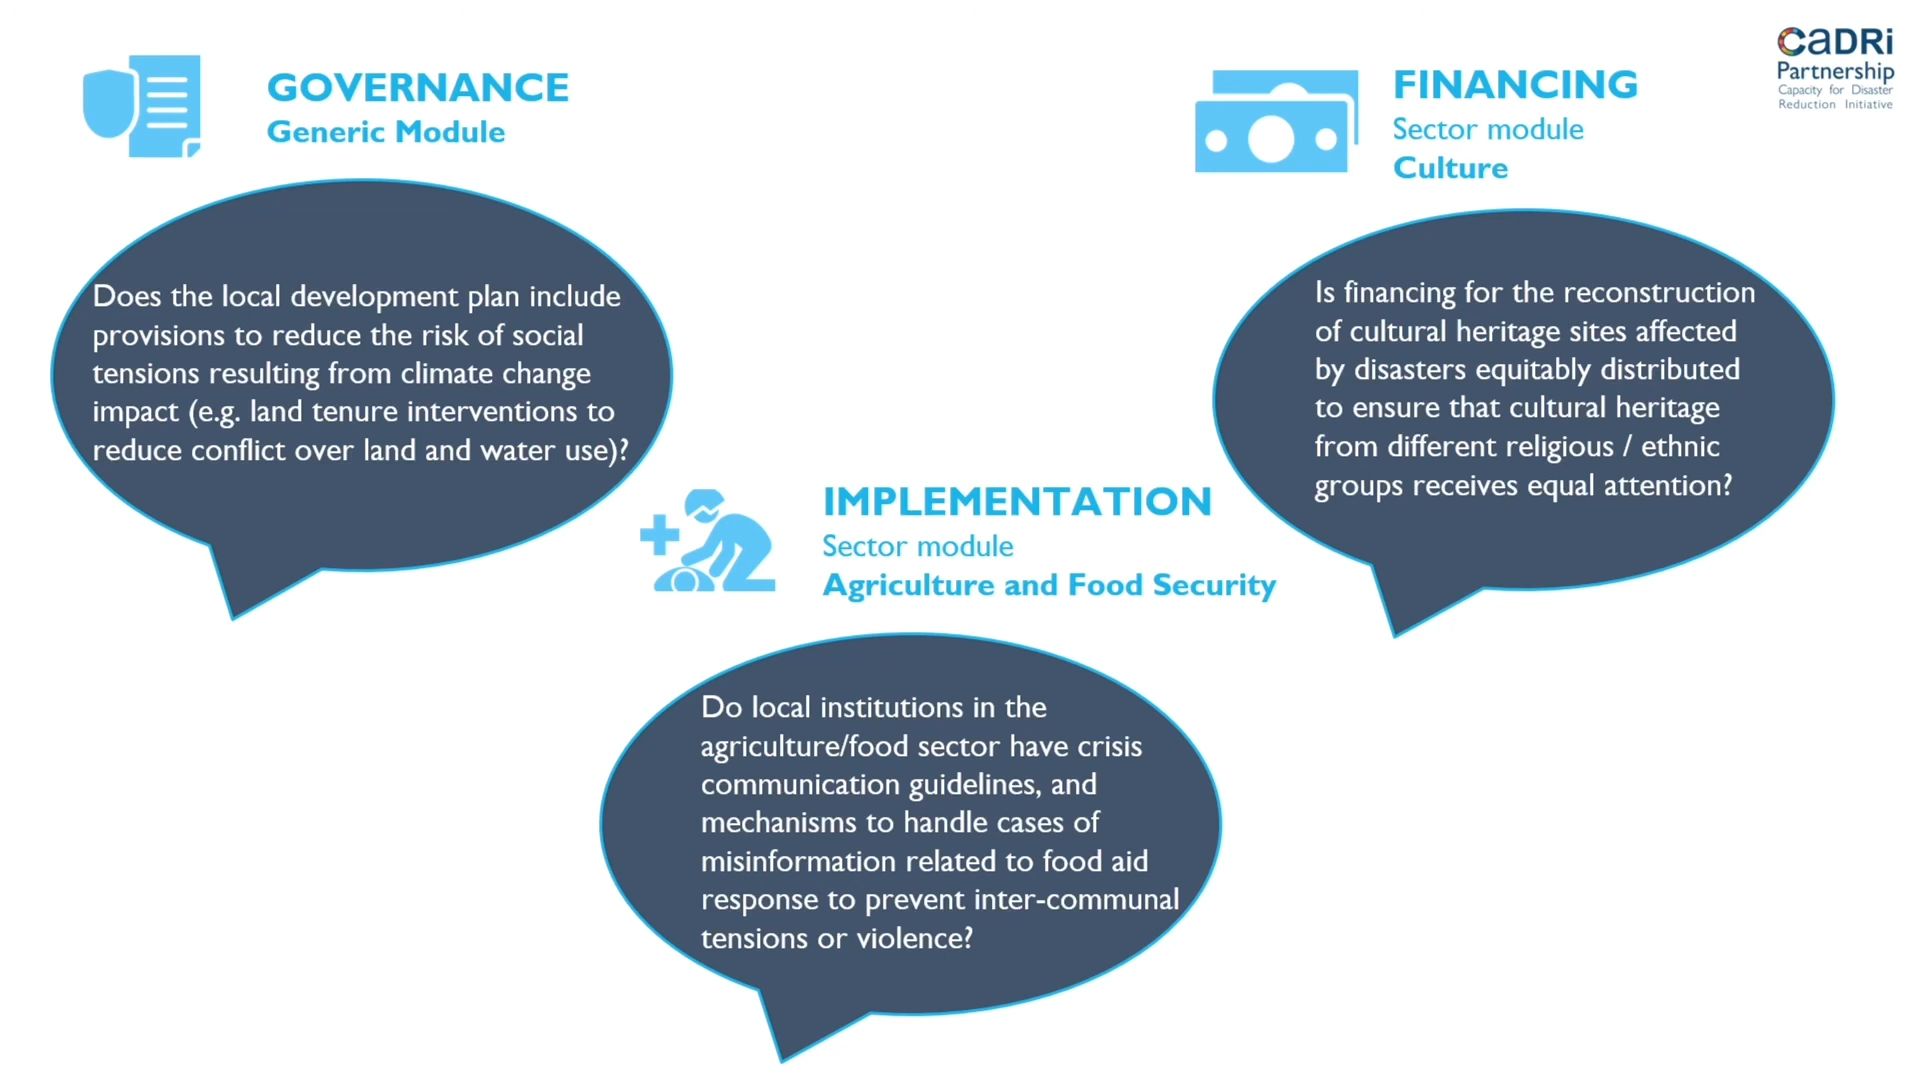 GOVERNANCE
Generic Module
Does the local development plan include
provisions to reduce the risk of social
tensions resulting from climate change
impact (e.g. land tenure interventions to
reduce conflict over land and water use)?
IMPLEMENTATION
Sector module
Agriculture and Food Security
Do local institutions in the
agriculture/food sector have crisis
communication guidelines, and
mechanisms to handle cases of
misinformation related to food aid
response to prevent inter-communal
tensions or violence?
FINANCING
Sector module
Culture
Is financing for the reconstruction
of cultural heritage sites affected
by disasters equitably distributed
to ensure that cultural heritage
from different religious / ethnic
groups receives equal attention?
CaDRi
Partnership
Capacity for Disaster
Reduction Initiative